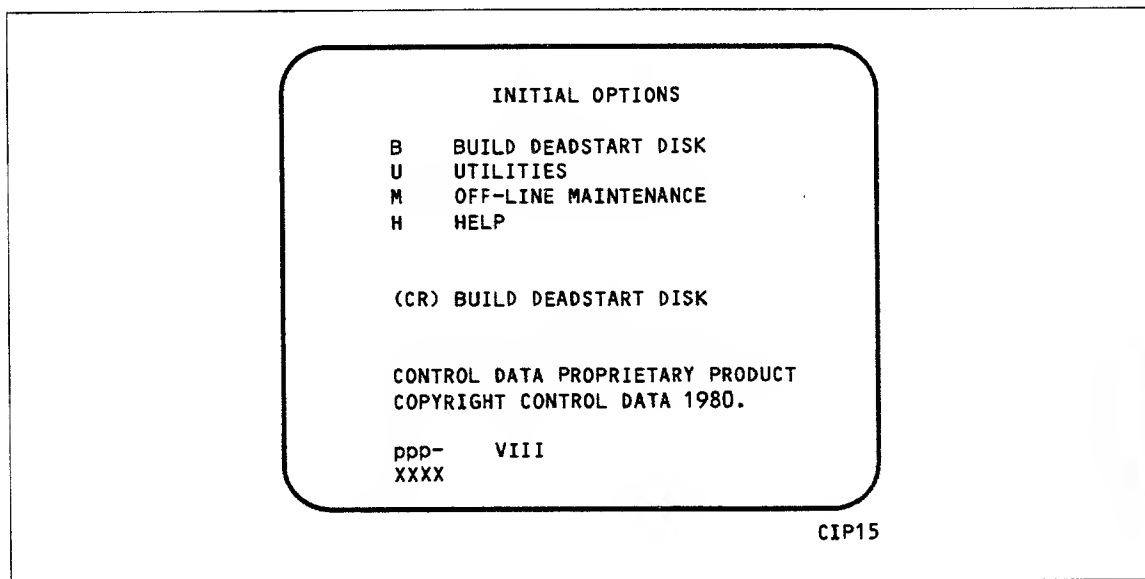 INITIAL OPTIONS
B BUILD DEADSTART DISK
U UTILITIES
M OFF-LINE MAINTENANCE
H HELP
(CR) BUILD DEADSTART DISK
CONTROL DATA PROPRIETARY PRODUCT
COPYRIGHT CONTROL DATA 1980.
ppp- VIII
XXXX
CIP15